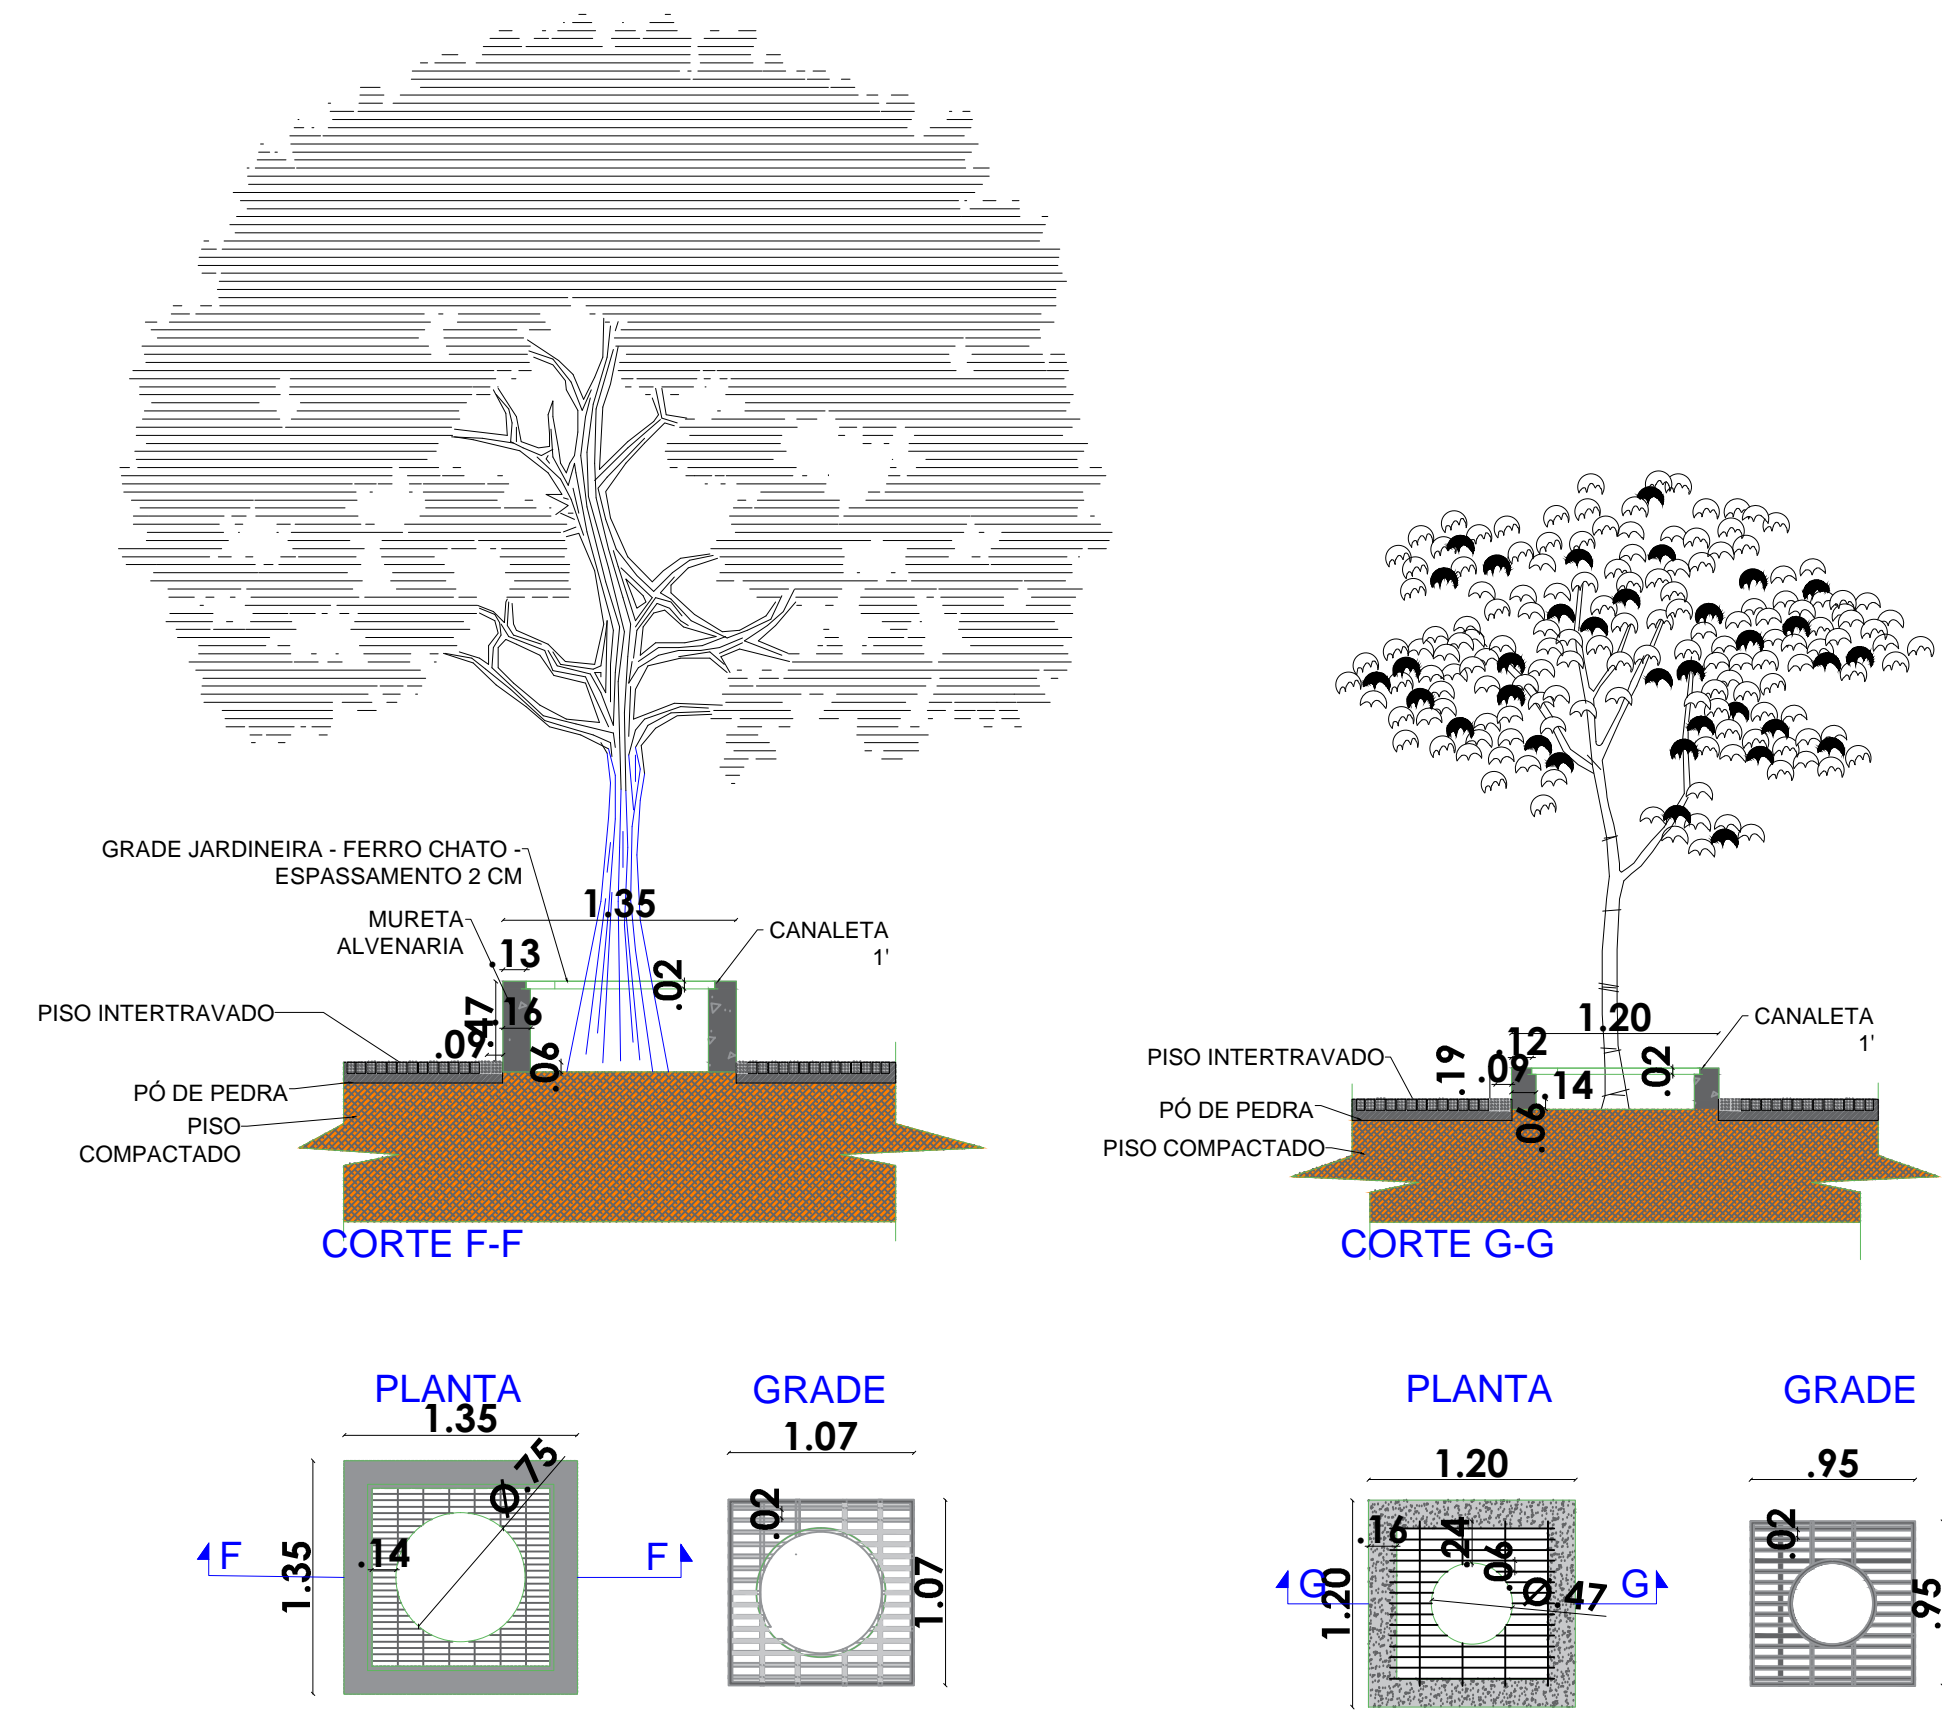 GRADE JARDINEIRA - FERRO CHATO -
ESPASSAMENTO 2 CM
1.35
MURETA
ALVENARIA
CANALETA
1'
.13
.02
.47
.16
PISO INTERTRAVADO
.09
.06
PÓ DE PEDRA
PISO
COMPACTADO
CORTE F-F
1.20
CANALETA
1'
.12
PISO INTERTRAVADO
.19
.09
.14
.02
PÓ DE PEDRA
.06
PISO COMPACTADO
CORTE G-G
PLANTA
1.35
Ø.75
F
F
.14
1.35
GRADE
1.07
.02
1.07
PLANTA
1.20
.16
.24
.06
G
G
Ø.47
1.20
GRADE
.95
.02
.95